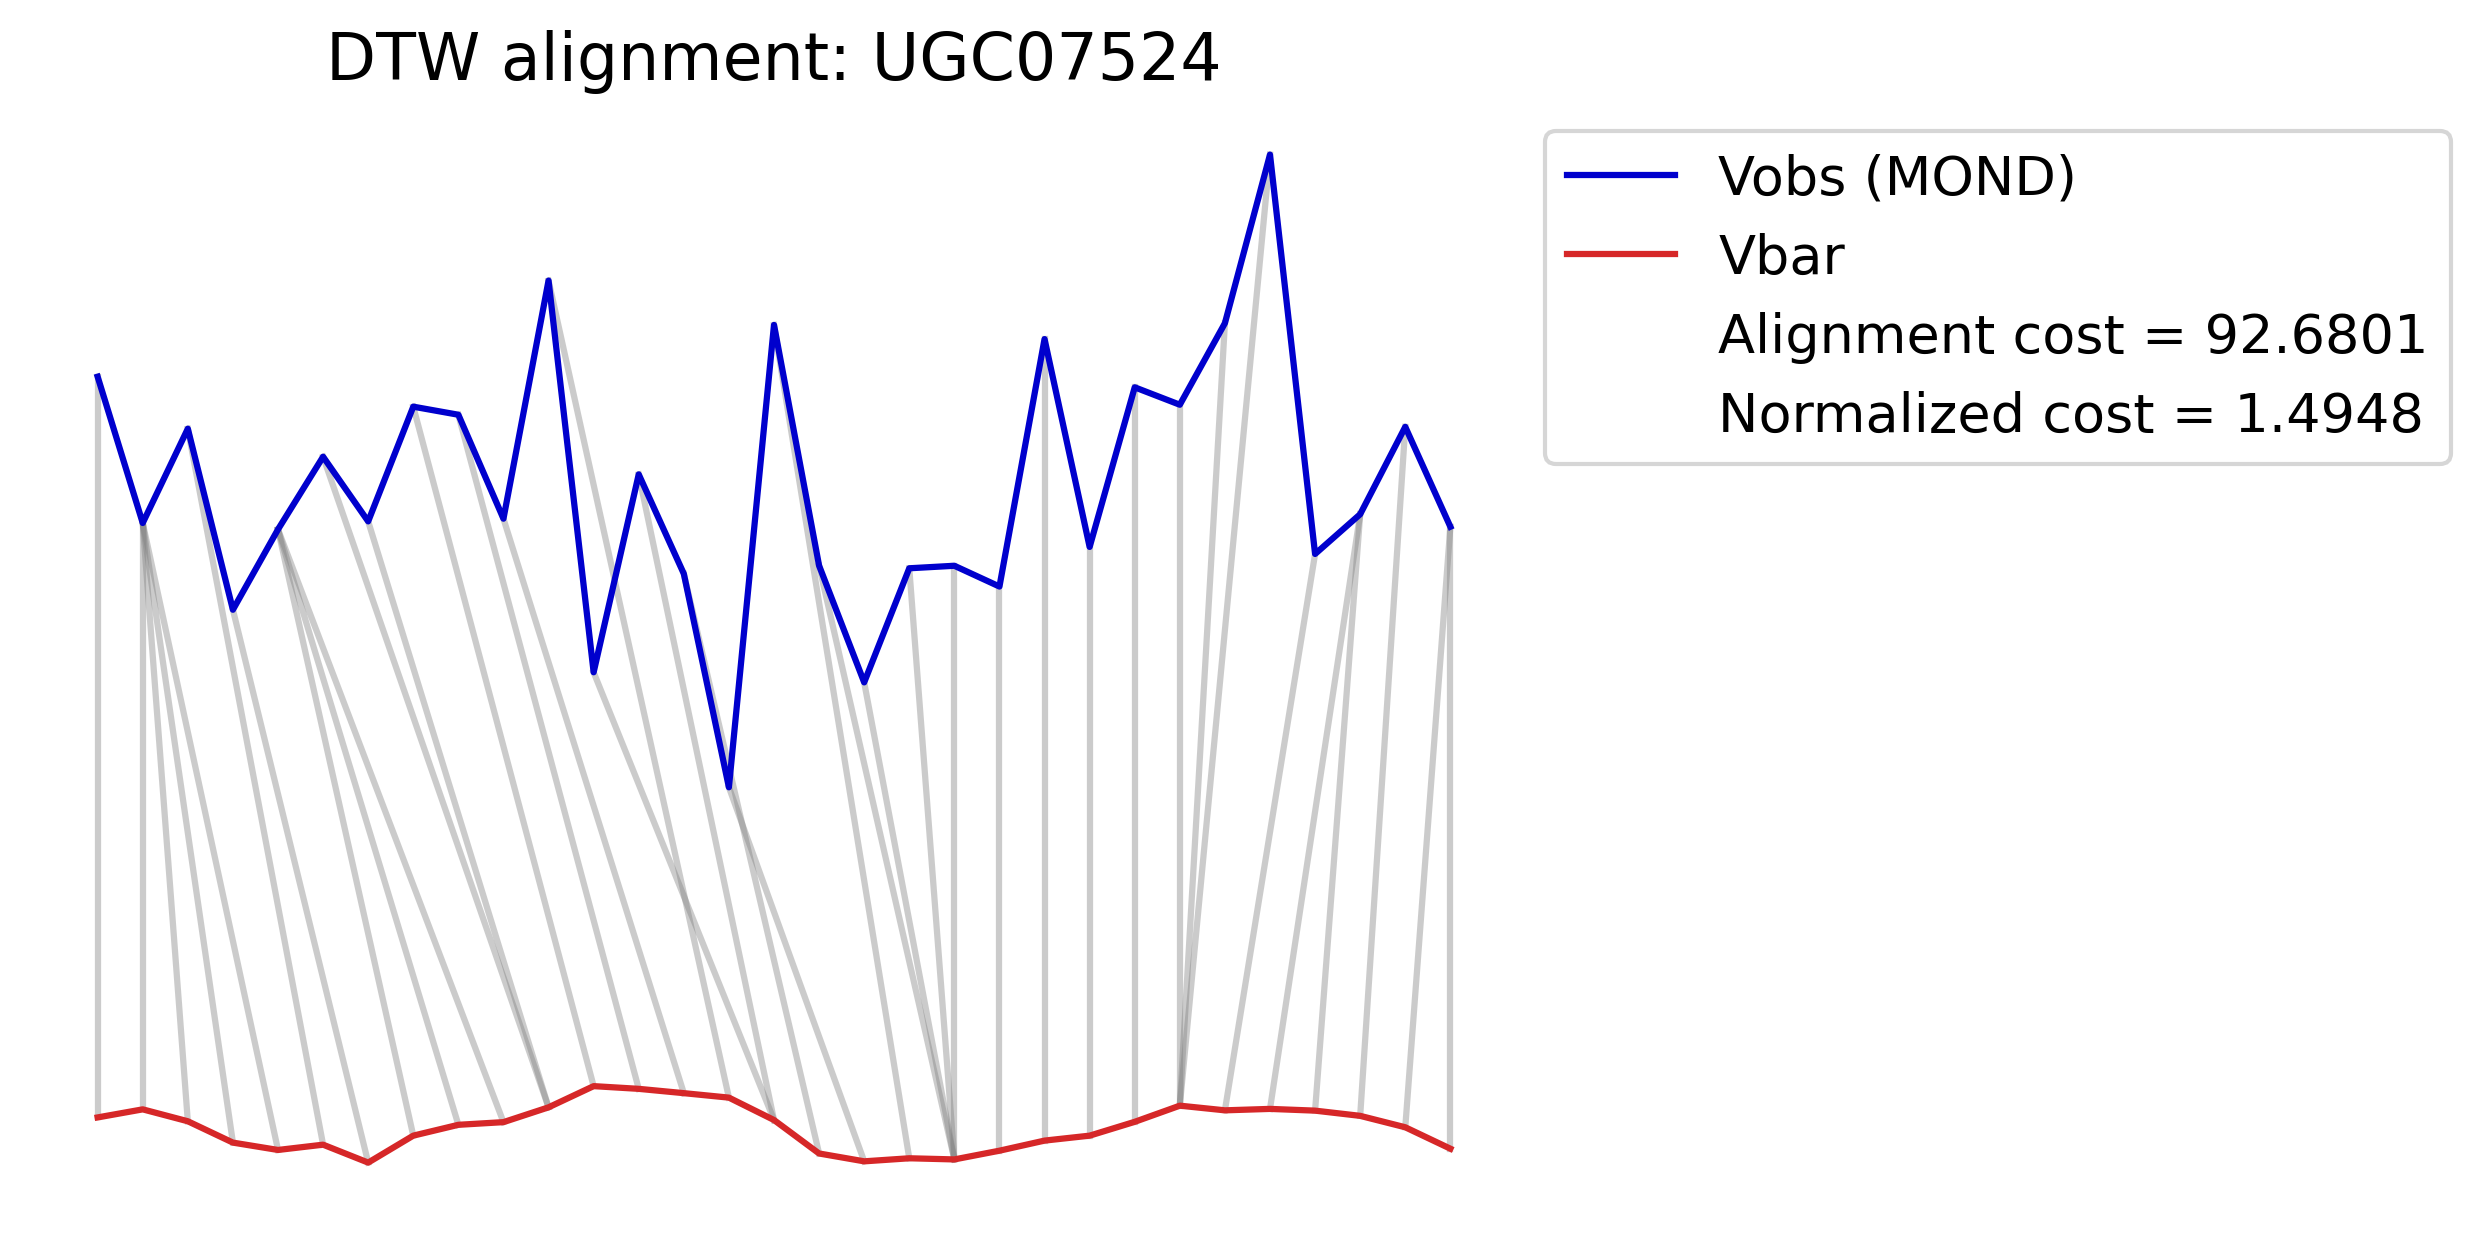 DTW alignment: UGC07524
Vobs (MOND)
Vbar
Alignment cost = 92.6801
Normalized cost = 1.4948